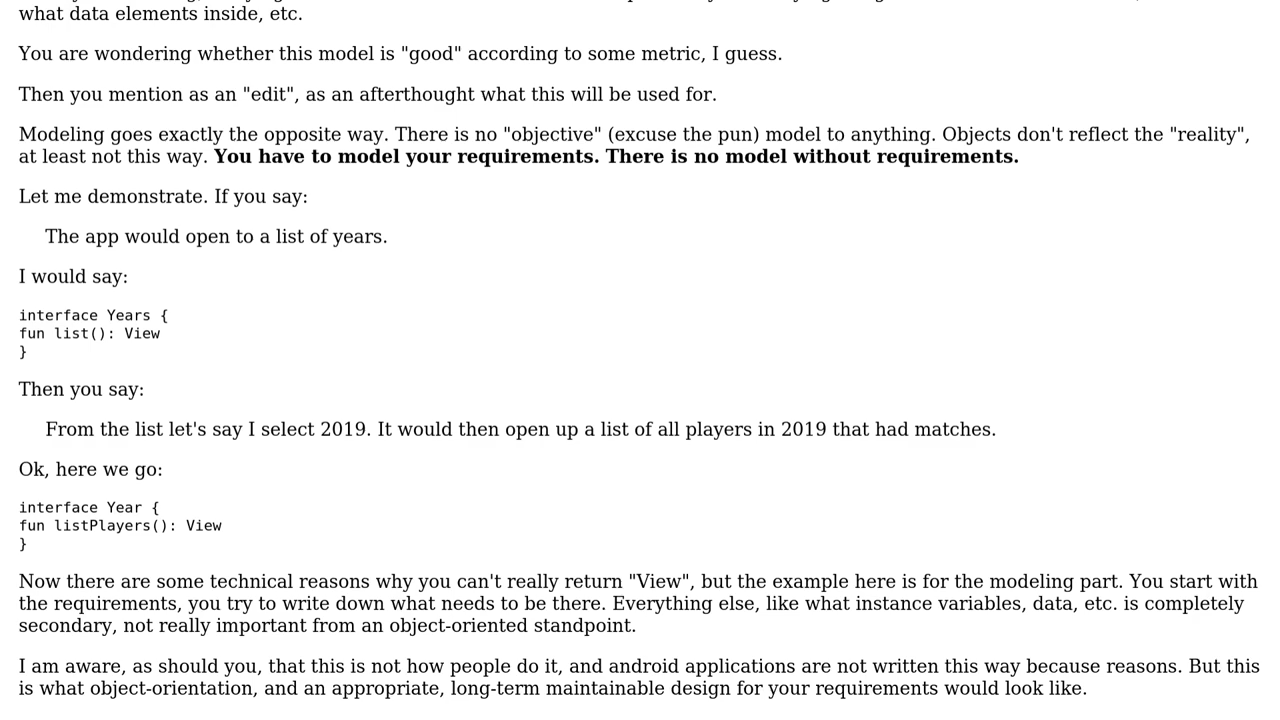 what data elements inside, etc.
You are wondering whether this model is "good" according to some metric, I guess.
Then you mention as an "edit", as an afterthought what this will be used for.
Modeling goes exactly the opposite way. There is no "objective" (excuse the pun) model to anything. Objects don't reflect the "reality",
at least not this way. You have to model your requirements. There is no model without requirements.
Let me demonstrate. If you say:
The app would open to a list of years.
I would say:
interface Years {
fun list(): View
}
Then you say:
From the list let's say I select 2019. It would then open up a list of all players in 2019 that had matches.
Ok, here we go:
interface Year {
fun listPlayers(): View
}
Now there are some technical reasons why you can't really return "View", but the example here is for the modeling part. You start with
the requirements, you try to write down what needs to be there. Everything else, like what instance variables, data, etc. is completely
secondary, not really important from an object-oriented standpoint.
I am aware, as should you, that this is not how people do it, and android applications are not written this way because reasons. But this
is what object-orientation, and an appropriate, long-term maintainable design for your requirements would look like.